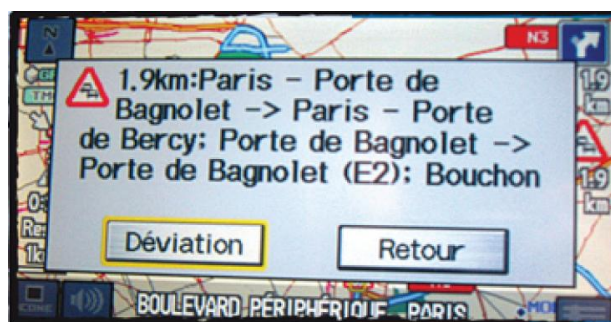 N
N3
1.9km:Paris - Porte de
Bagnolet -> Paris - Porte
de Bercy: Porte de Bagnolet ->
Porte de Bagnolet (E2): Bouchon
1.9
km
Déviation
Retour
BOULEVARD PÉRIPHÉRIQUE PARIS